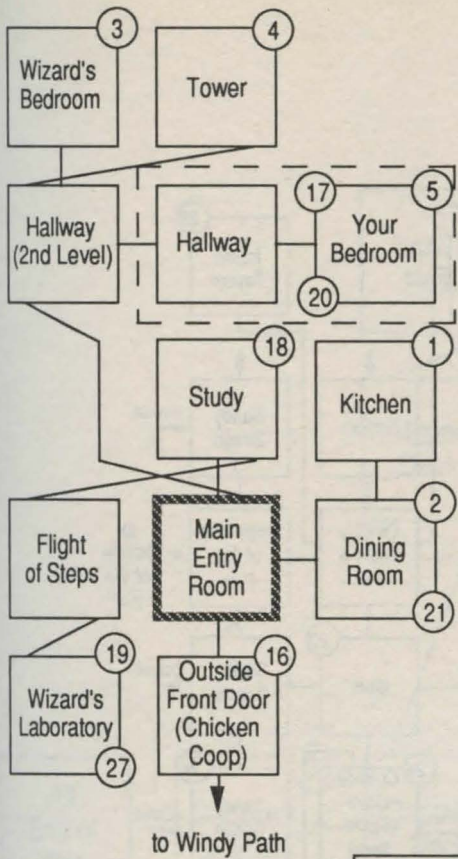 3
4
Wizard's
Bedroom
Tower
Hallway
(2nd Level)
Hallway
17
5
Your
Bedroom
20
18
Study
1
Kitchen
Flight
of Steps
Main
Entry
Room
2
Dining
Room
21
19
Wizard's
Laboratory
27
16
Outside
Front Door
(Chicken
Coop)
to Windy Path